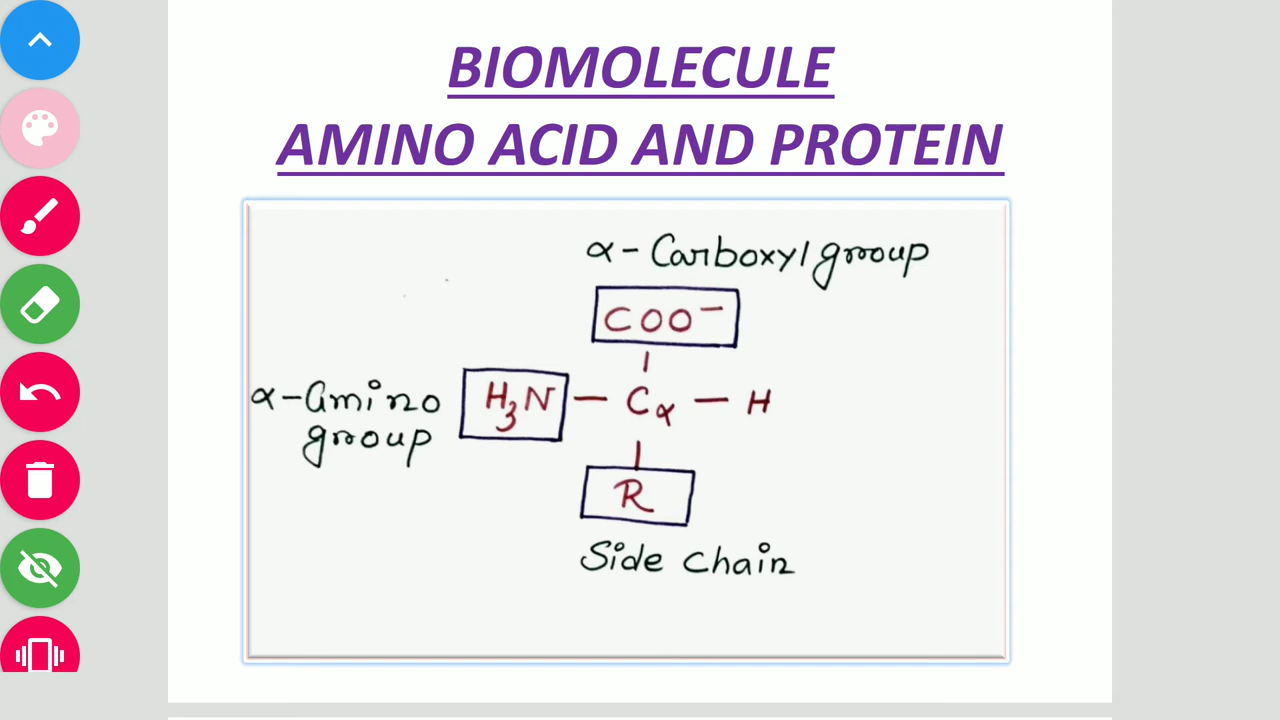 BIOMOLECULE
AMINO ACID AND PROTEIN
α-Carboxyl group
COO⁻
α-amino
group
H₃N — Cα — H
R
Side chain